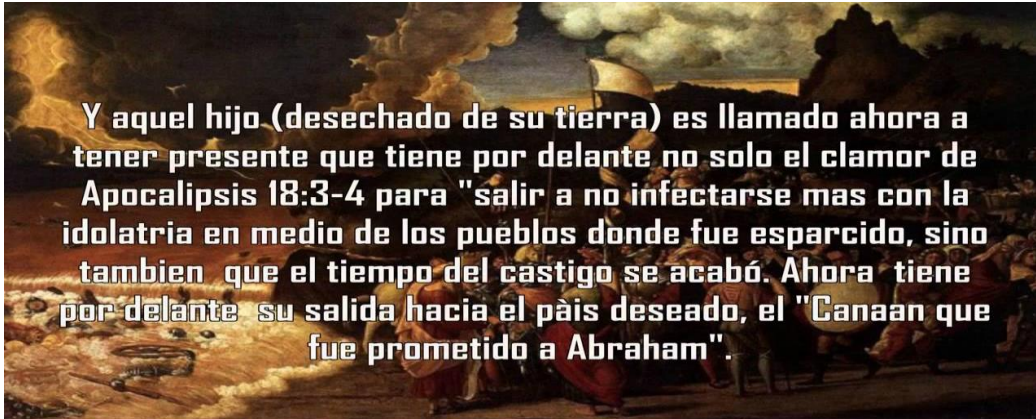 Y aquel hijo (desechado de su tierra) es llamado ahora a
tener presente que tiene por delante no solo el clamor de
Apocalipsis 18:3-4 para "salir a no infectarse mas con la
idolatria en medio de los pueblos donde fue esparcido, sino
tambien que el tiempo del castigo se acabó. Ahora tiene
por delante su salida hacia el pàis deseado, el "Canaan que
fue prometido a Abraham".